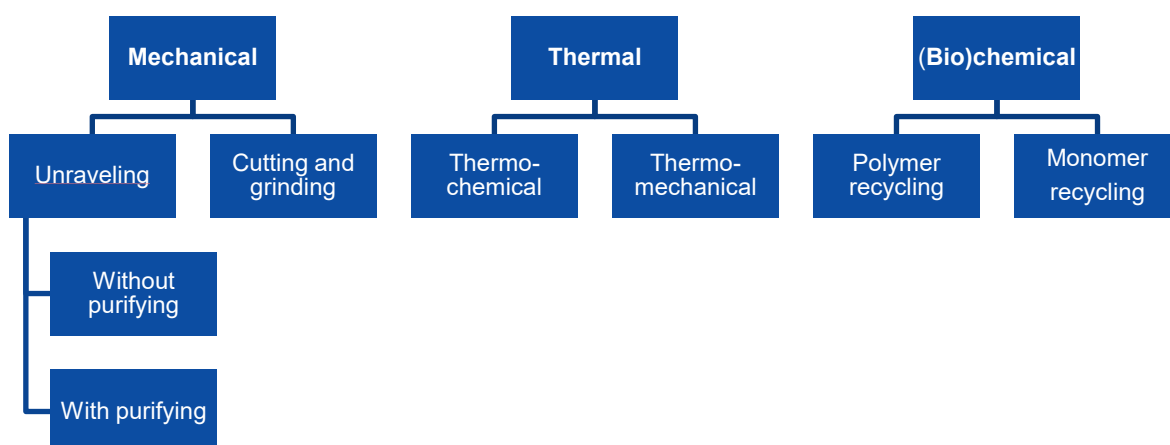 Mechanical
Thermal
(Bio)chemical
Unraveling
Cutting and
grinding
Thermo-
chemical
Thermo-
mechanical
Polymer
recycling
Monomer
recycling
Without
purifying
With purifying